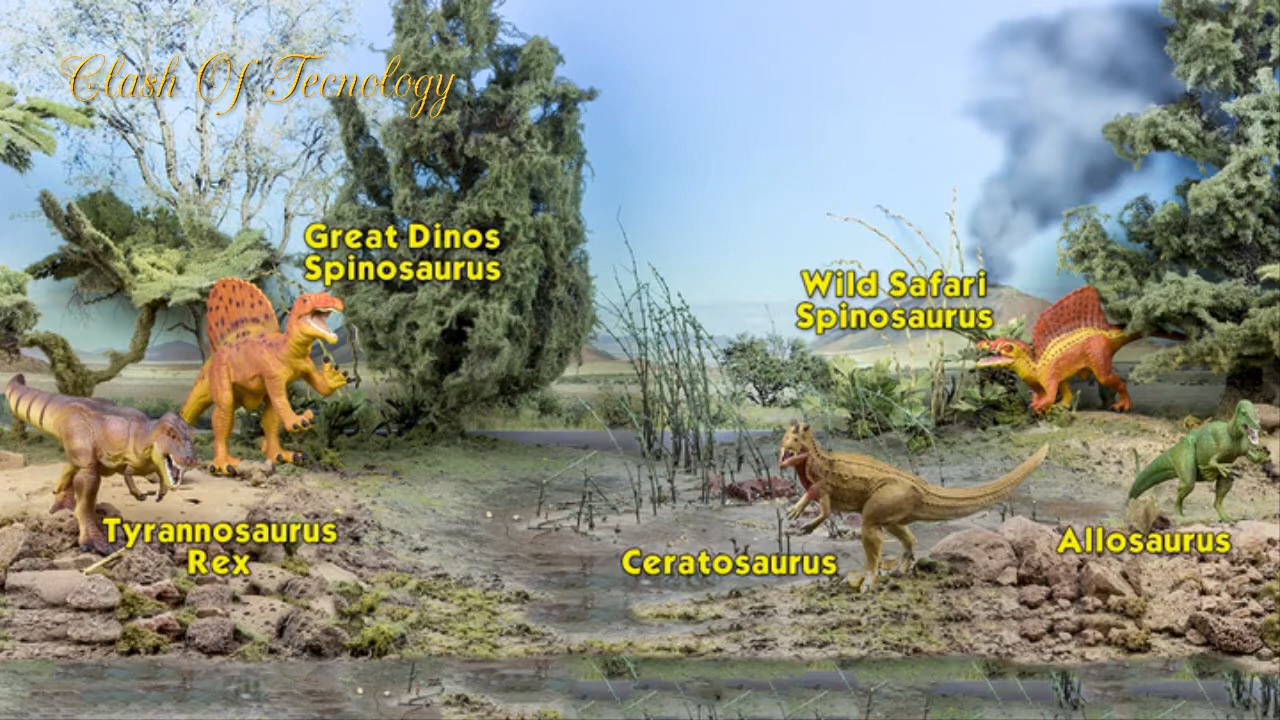 Clash Of Tecnology
Great Dinos
Spinosaurus
Wild Safari
Spinosaurus
Tyrannosaurus
Rex
Ceratosaurus
Allosaurus